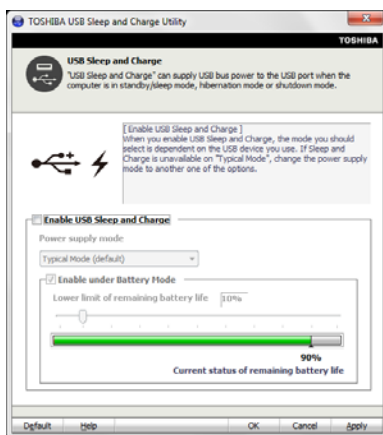 TOSHIBA USB Sleep and Charge Utility
TOSHIBA
USB Sleep and Charge
"USB Sleep and Charge" can supply USB bus power to the USB port when the
computer is in standby/sleep mode, hibernation mode or shutdown mode.
[ Enable USB Sleep and Charge ]
When you enable USB Sleep and Charge, the mode you should
select is dependent on the USB device you use. If Sleep and
Charge is unavailable on "Typical Mode", change the power supply
mode to another one of the options.
Enable USB Sleep and Charge
Power supply mode
Typical Mode (default)
Enable under Battery Mode
Lower limit of remaining battery life 10%
90%
Current status of remaining battery life
Default Help OK Cancel Apply